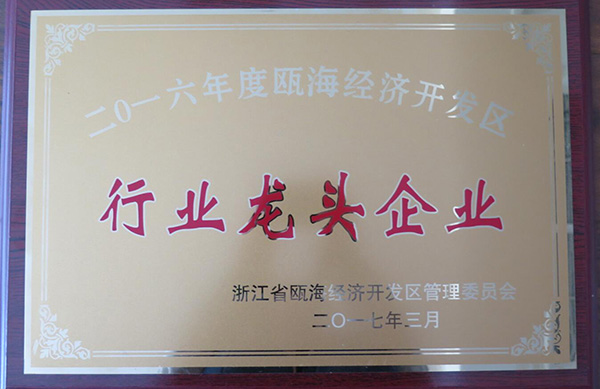 二〇一六年度瓯海经济开发区
行业龙头企业
浙江省瓯海经济开发区管理委员会
二〇一七年三月